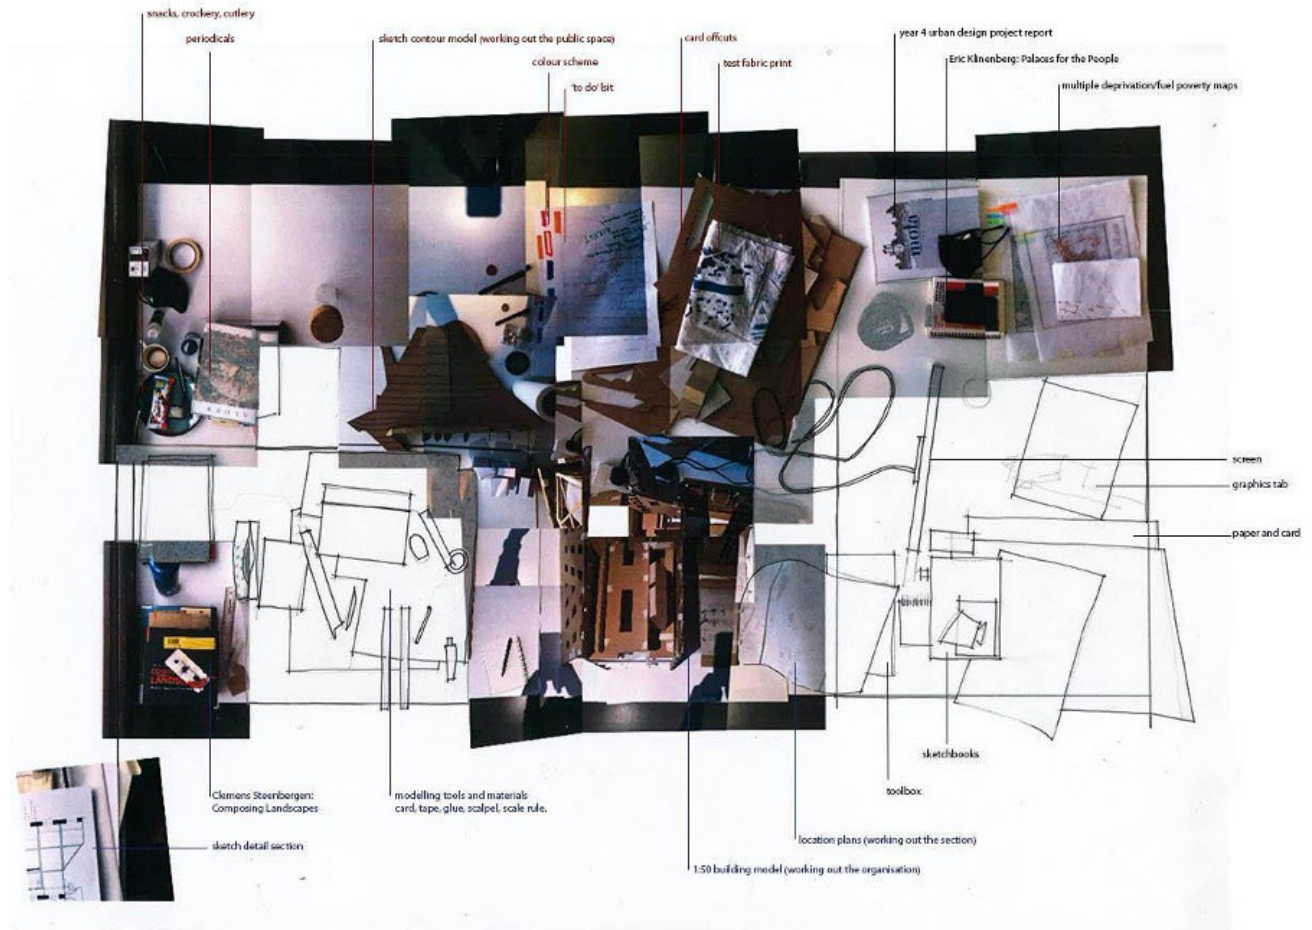 snacks, crockery, cutlery
periodicals
sketch contour model (working out the public space)
colour scheme
'to do' lsit
card offcuts
test fabric print
year 4 urban design project report
Eric Klinenberg: Palaces for the People
multiple deprivation/fuel poverty maps
mola
screen
graphics tab
paper and card
LANDSC
sketchbooks
toolbox
Clemens Steenbergen:
Composing Landscapes
modelling tools and materials
card, tape, glue, scalpel, scale rule.
location plans (working out the section)
sketch detail section
1:50 building model (working out the organisation)